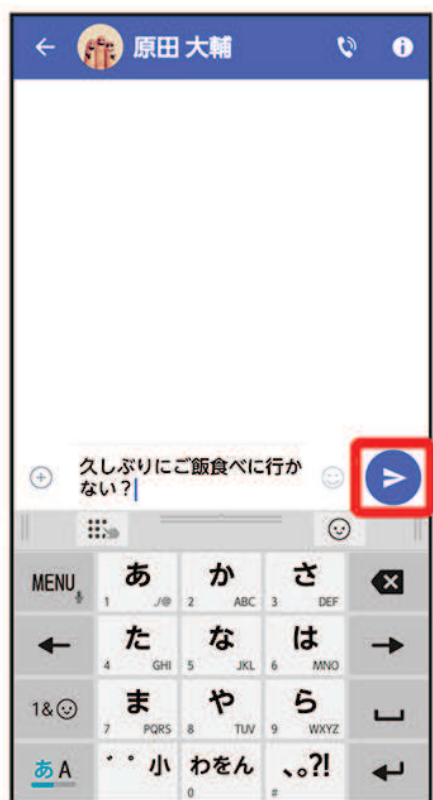 原田 大輔
久しぶりにご飯食べに行か
ない？
MENU
あ
1 ./@
か
2 ABC
さ
3 DEF
た
4 GHI
な
5 JKL
は
6 MNO
1&
ま
7 PQRS
や
8 TUV
ら
9 WXYZ
あA
゛゜小
わをん
0
、。?!
#